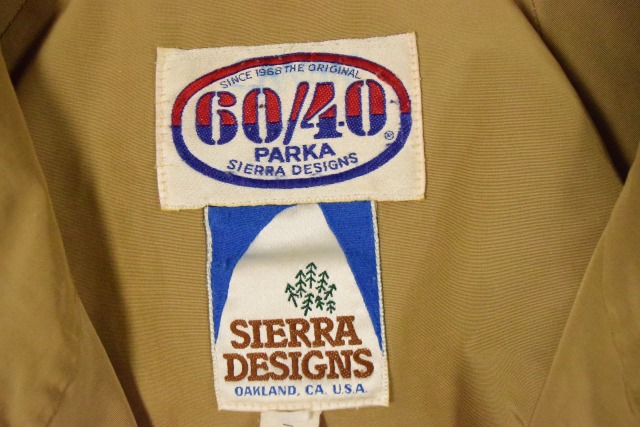 SINCE 1968 THE ORIGINAL
60/40
®
PARKA
SIERRA DESIGNS
SIERRA
DESIGNS
OAKLAND, CA. U.S.A.